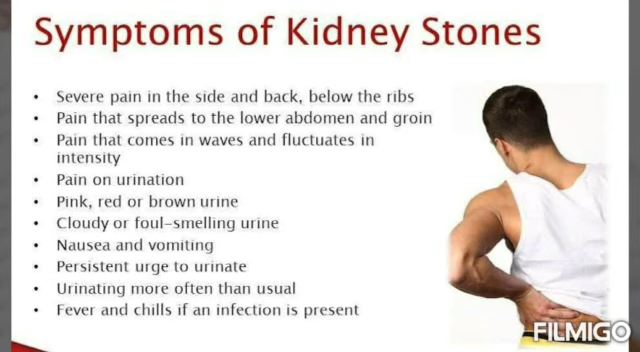 Symptoms of Kidney Stones
• Severe pain in the side and back, below the ribs
• Pain that spreads to the lower abdomen and groin
• Pain that comes in waves and fluctuates in
intensity
• Pain on urination
• Pink, red or brown urine
• Cloudy or foul-smelling urine
• Nausea and vomiting
• Persistent urge to urinate
• Urinating more often than usual
• Fever and chills if an infection is present
FILMIGO